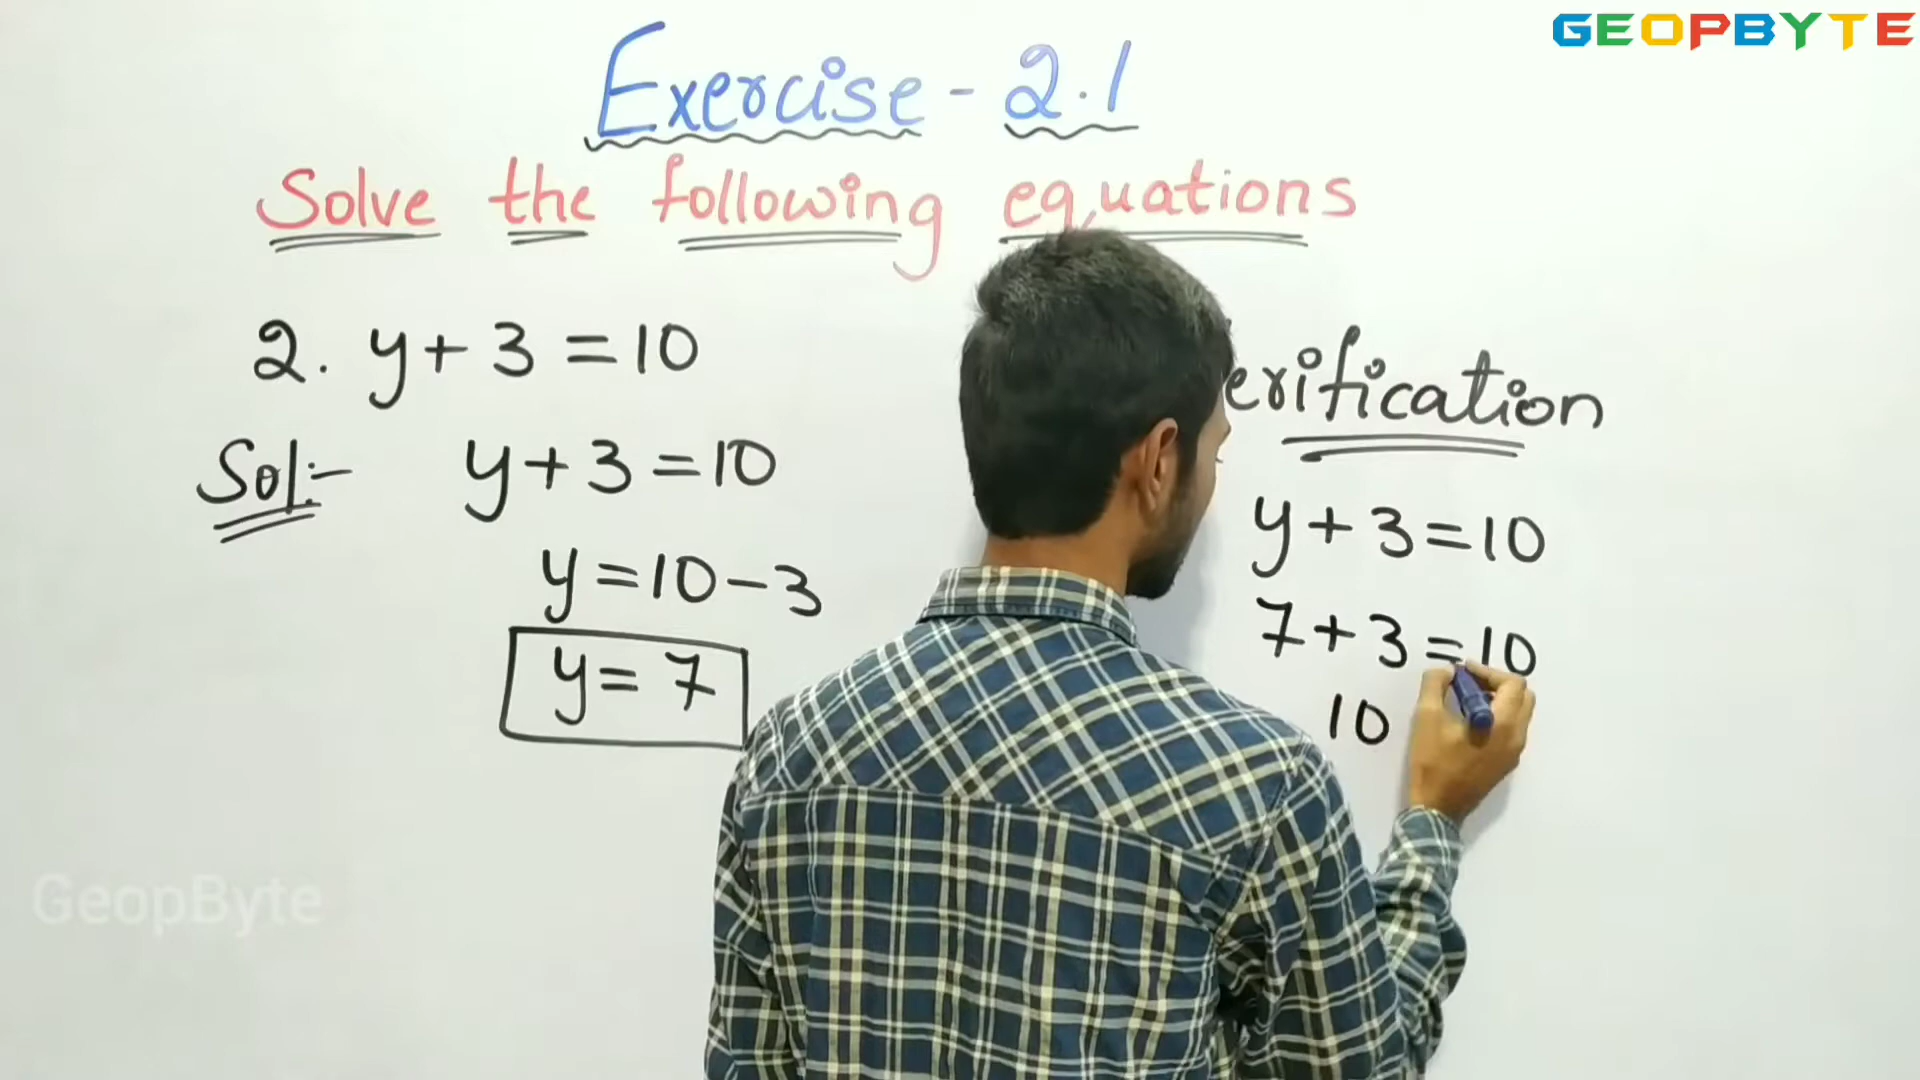 GEOPBYTE
Exercise - 2.1
Solve the following equations
2. y + 3 = 10
Sol:- y + 3 = 10
y = 10 - 3
y = 7
erification
y + 3 = 10
7 + 3 = 10
10
GeopByte